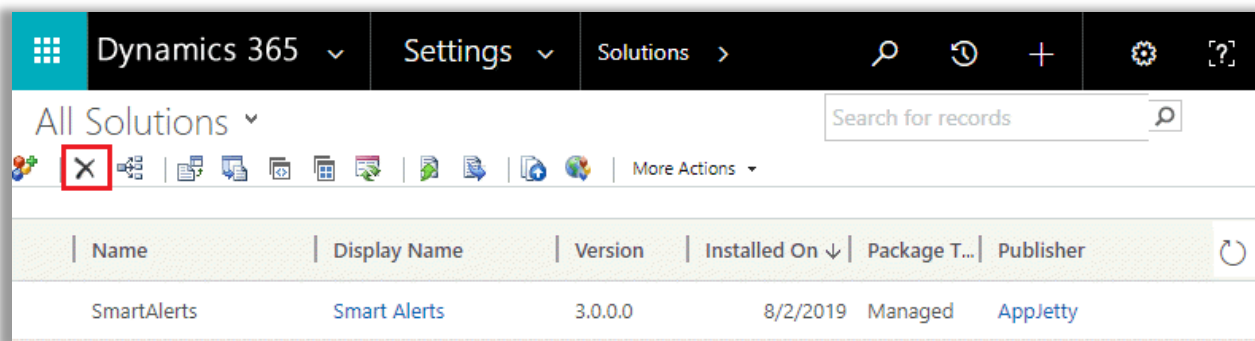 Dynamics 365 Settings Solutions
All Solutions
Search for records
More Actions
Name Display Name Version Installed On Package T... Publisher
SmartAlerts Smart Alerts 3.0.0.0 8/2/2019 Managed AppJetty